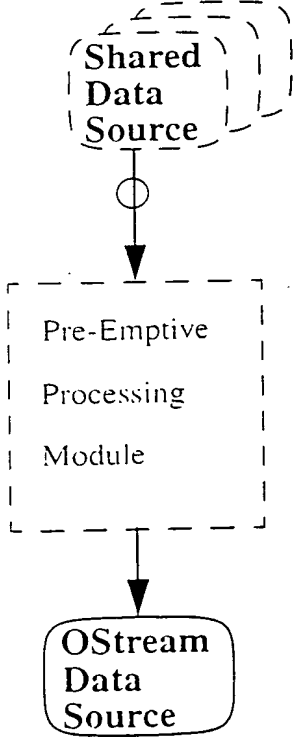 Shared
Data
Source
Pre-Emptive
Processing
Module
OStream
Data
Source